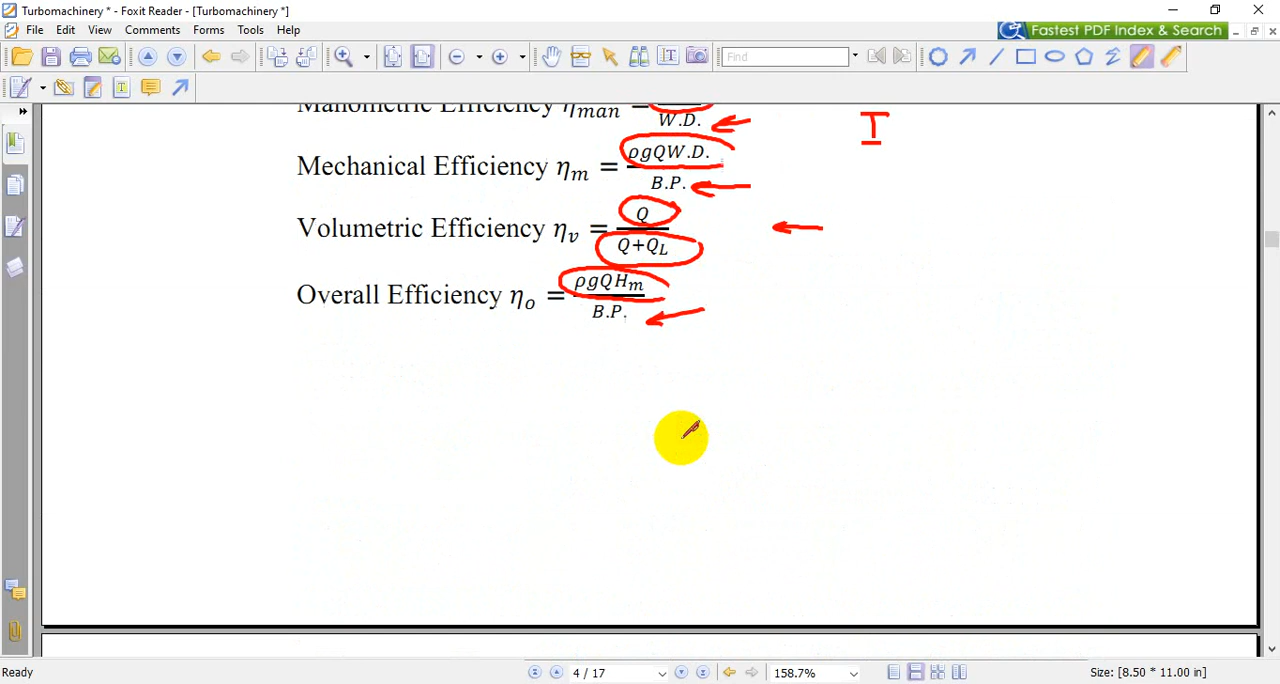 Turbomachinery * - Foxit Reader - [Turbomachinery *]
File Edit View Comments Forms Tools Help
Fastest PDF Index & Search
Find
Manometric Efficiency η_man =
W.D.
I
Mechanical Efficiency η_m = ρgQW.D. / B.P.
Volumetric Efficiency η_v = Q / Q+Q_L
Overall Efficiency η_o = ρgQH_m / B.P.
Ready 4 / 17 158.7% Size: [8.50 * 11.00 in]